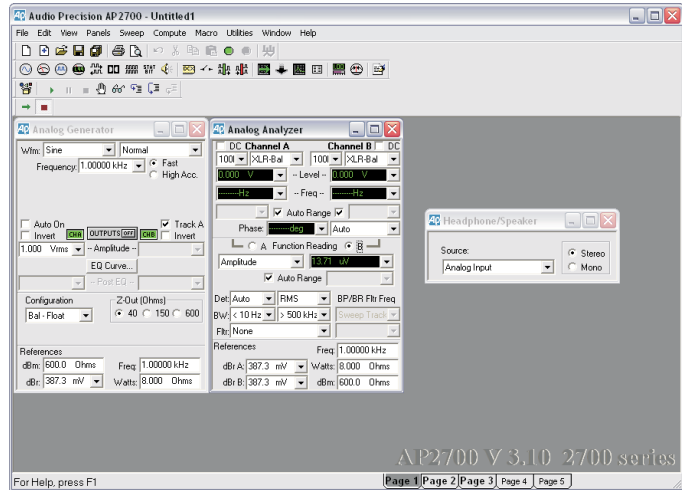 Audio Precision AP2700 - Untitled1
File Edit View Panels Sweep Compute Macro Utilities Window Help
Analog Generator
Wfm: Sine Normal
Frequency: 1.00000 kHz Fast
High Acc.
Auto On Track A
Invert CHA OUTPUTS OFF CHB Invert
1.000 Vrms -- Amplitude --
EQ Curve...
-- Post EQ --
Configuration Z-Out (Ohms)
Bal - Float 40 150 600
References
dBm: 600.0 Ohms Freq: 1.00000 kHz
dBr: 387.3 mV Watts: 8.000 Ohms
Analog Analyzer
DC Channel A Channel B DC
XLR-Bal XLR-Bal
0.000 V -- Level -- 0.000 V
--------Hz -- Freq -- --------Hz
Auto Range
Phase: --------deg Auto
A Function Reading B
Amplitude 13.71 uV
Auto Range
Det: Auto RMS BP/BR Fltr Freq
BW: < 10 Hz > 500 kHz Sweep Track
Fltr: None
References Freq: 1.00000 kHz
dBr A: 387.3 mV Watts: 8.000 Ohms
dBr B: 387.3 mV dBm: 600.0 Ohms
Headphone/Speaker
Source: Stereo
Analog Input Mono
AP2700 V 3.10 2700 series
For Help, press F1
Page 1 Page 2 Page 3 Page 4 Page 5